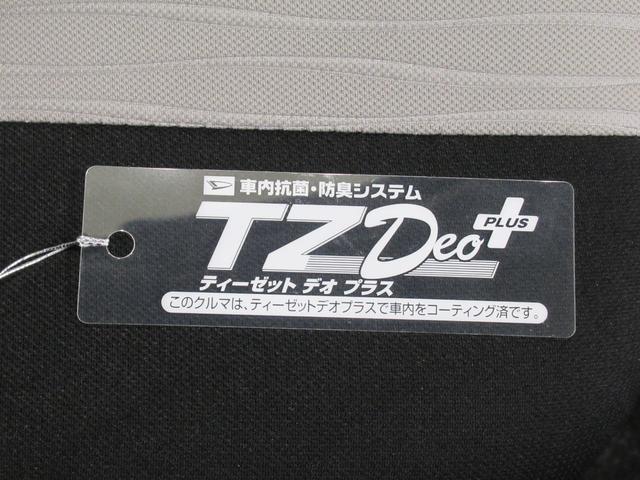 車内抗菌・防臭システム
TZ Deo PLUS
ティーゼット デオ プラス
このクルマは、ティーゼットデオプラスで車内をコーティング済です。